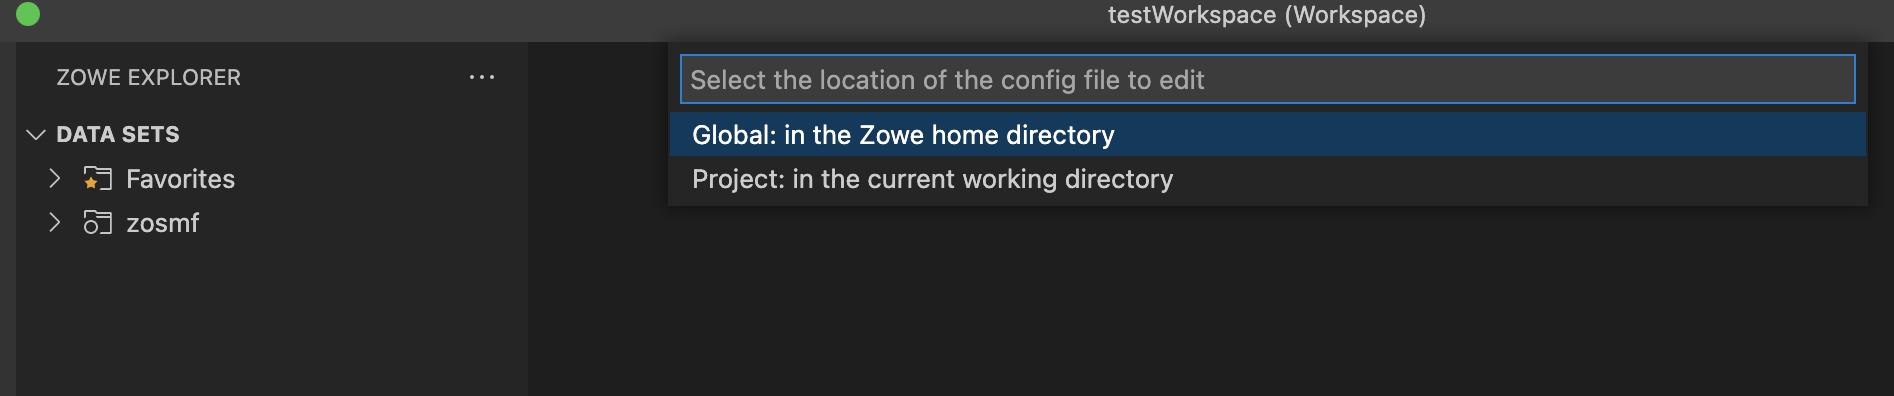 testWorkspace (Workspace)
ZOWE EXPLORER
Select the location of the config file to edit
Global: in the Zowe home directory
Project: in the current working directory
DATA SETS
Favorites
zosmf